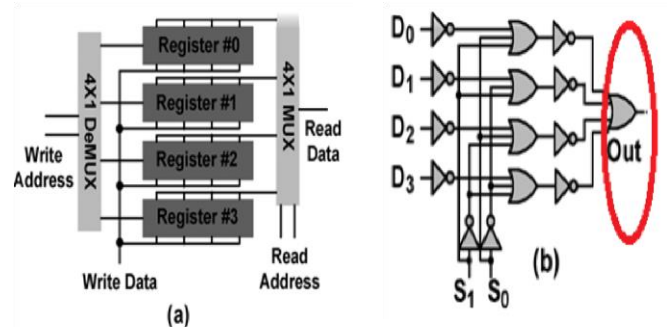 4X1 DeMUX
Register #0
Register #1
Register #2
Register #3
4X1 MUX
Write
Address
Read
Data
Write Data
Read
Address
(a)
D0
D1
D2
D3
Out
S1 S0
(b)